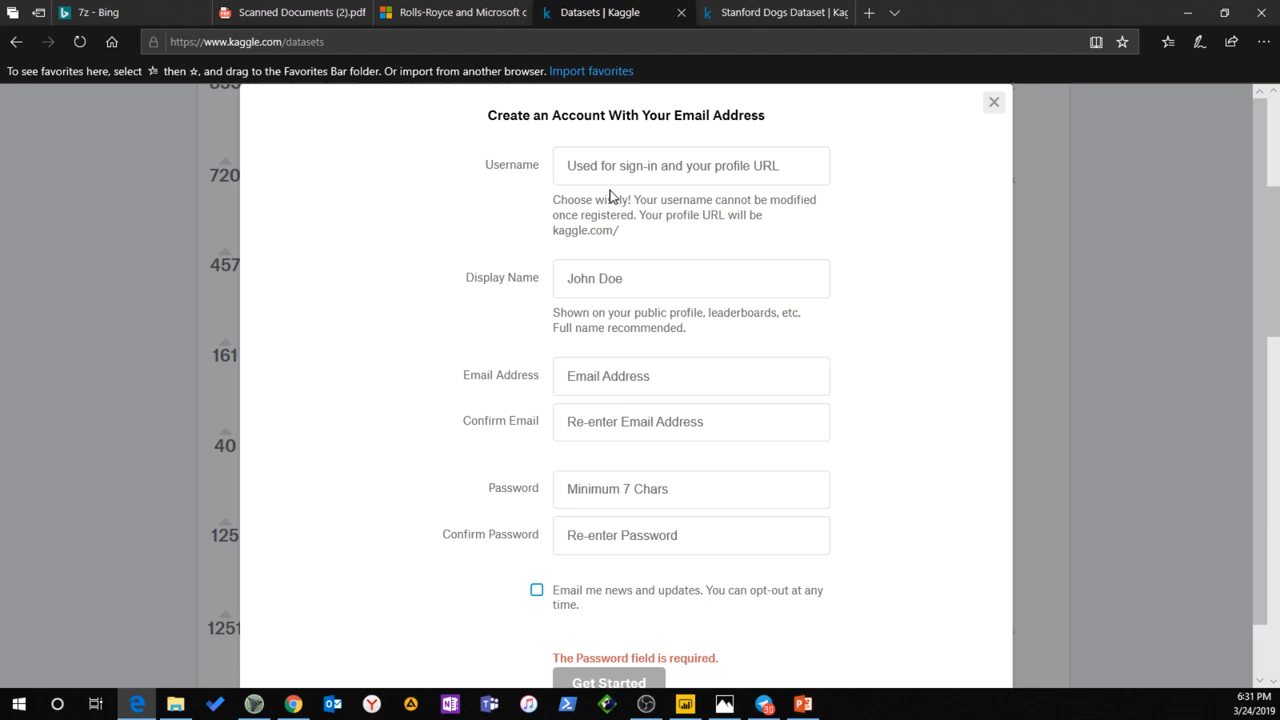 7z - Bing
Scanned Documents (2).pdf
Rolls-Royce and Microsoft c
Datasets | Kaggle
Stanford Dogs Dataset | Kag
https://www.kaggle.com/datasets
To see favorites here, select then, and drag to the Favorites Bar folder. Or import from another browser. Import favorites
Create an Account With Your Email Address
Username
Used for sign-in and your profile URL
Choose wisely! Your username cannot be modified
once registered. Your profile URL will be
kaggle.com/
720
457
Display Name
John Doe
Shown on your public profile, leaderboards, etc.
Full name recommended.
161
Email Address
Email Address
Confirm Email
Re-enter Email Address
40
Password
Minimum 7 Chars
Confirm Password
Re-enter Password
125
Email me news and updates. You can opt-out at any
time.
1251
The Password field is required.
Get Started
6:31 PM
3/24/2019